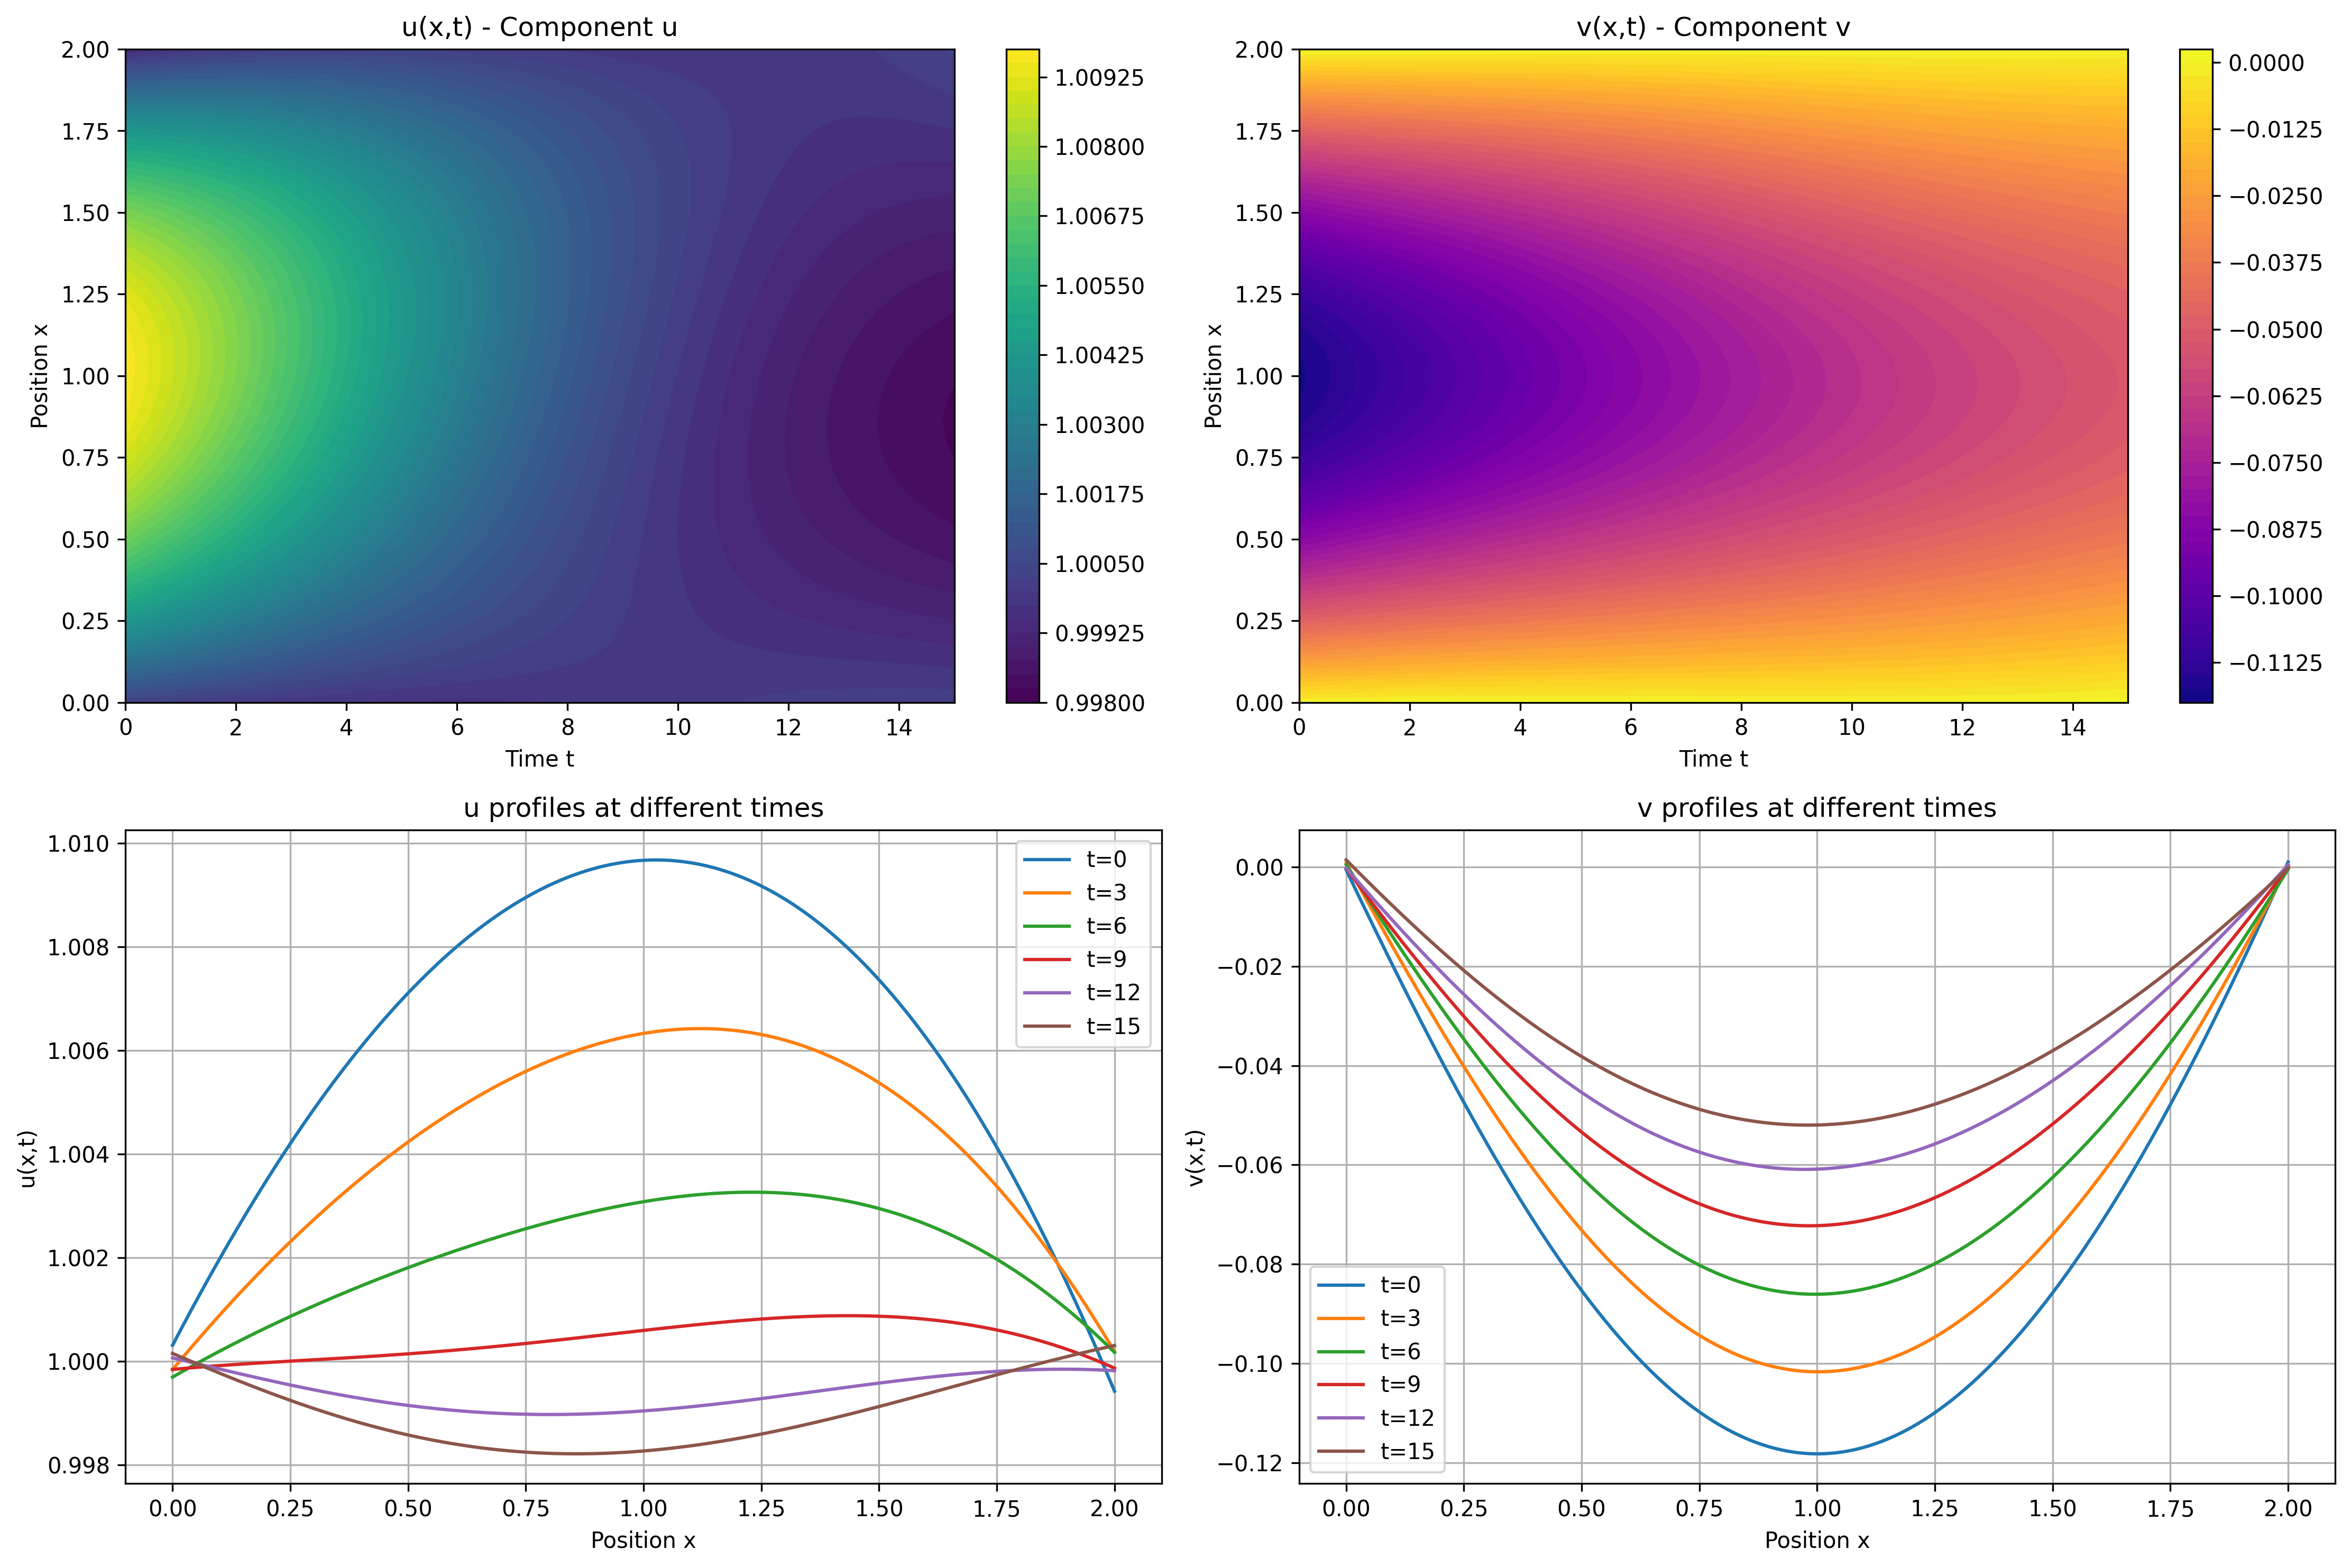 u(x,t) - Component u
2.00
1.75
1.50
1.25
1.00
0.75
0.50
0.25
0.00
Position x
0 2 4 6 8 10 12 14
Time t
1.00925
1.00800
1.00675
1.00550
1.00425
1.00300
1.00175
1.00050
0.99925
0.99800
v(x,t) - Component v
2.00
1.75
1.50
1.25
1.00
0.75
0.50
0.25
0.00
Position x
0 2 4 6 8 10 12 14
Time t
0.0000
−0.0125
−0.0250
−0.0375
−0.0500
−0.0625
−0.0750
−0.0875
−0.1000
−0.1125
u profiles at different times
1.010
1.008
1.006
1.004
1.002
1.000
0.998
u(x,t)
t=0
t=3
t=6
t=9
t=12
t=15
0.00 0.25 0.50 0.75 1.00 1.25 1.50 1.75 2.00
Position x
v profiles at different times
0.00
−0.02
−0.04
−0.06
−0.08
−0.10
−0.12
v(x,t)
t=0
t=3
t=6
t=9
t=12
t=15
0.00 0.25 0.50 0.75 1.00 1.25 1.50 1.75 2.00
Position x